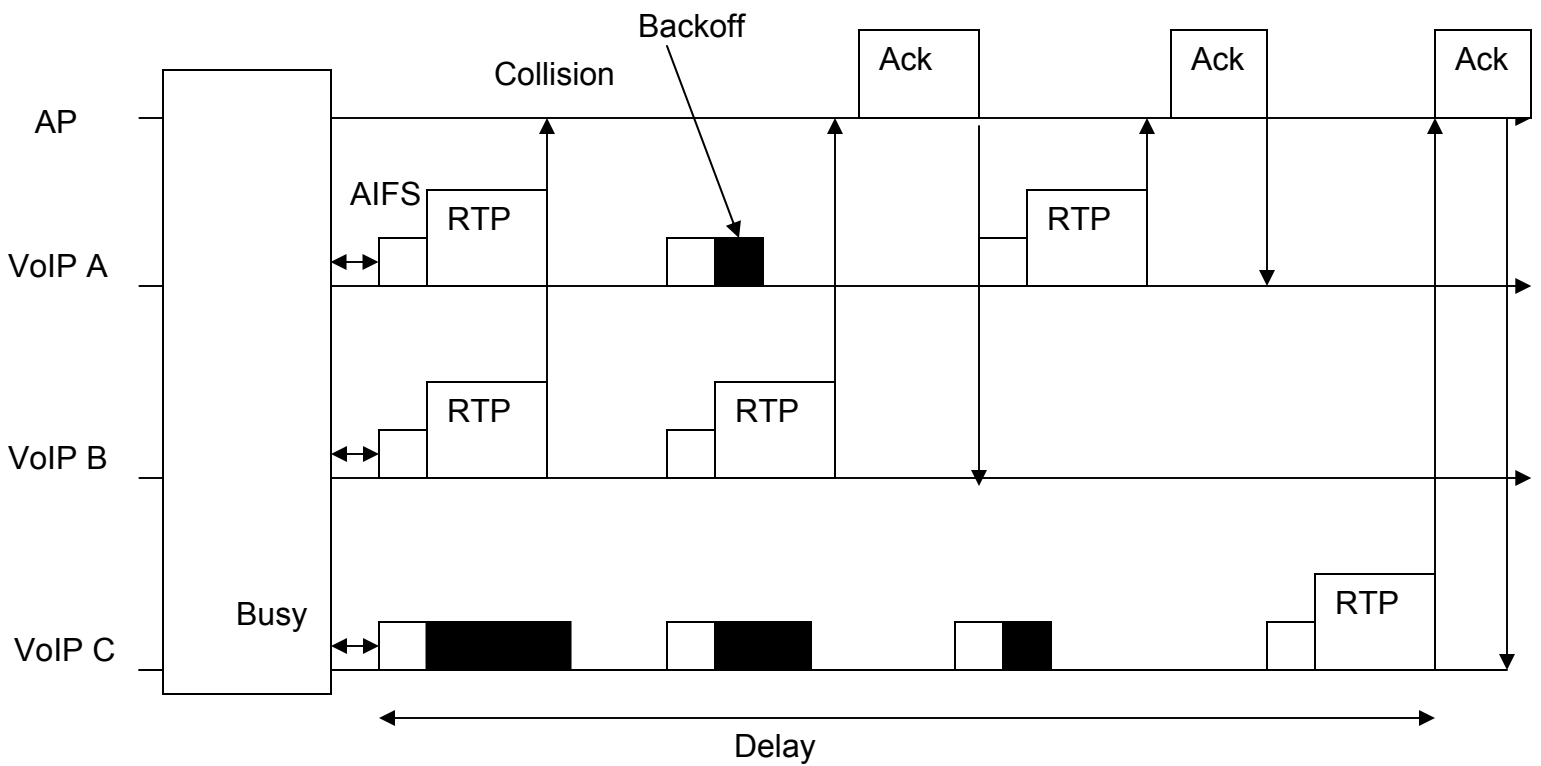 Backoff
Collision
Ack
Ack
Ack
AP
AIFS
RTP
RTP
VoIP A
RTP
RTP
VoIP B
RTP
Busy
VoIP C
Delay